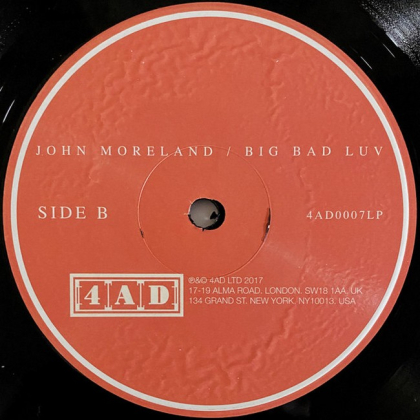 JOHN MORELAND / BIG BAD LUV
SIDE B
4AD0007LP
4AD
℗&© 4AD LTD 2017
17-19 ALMA ROAD, LONDON. SW18 1AA, UK
134 GRAND ST, NEW YORK, NY10013, USA